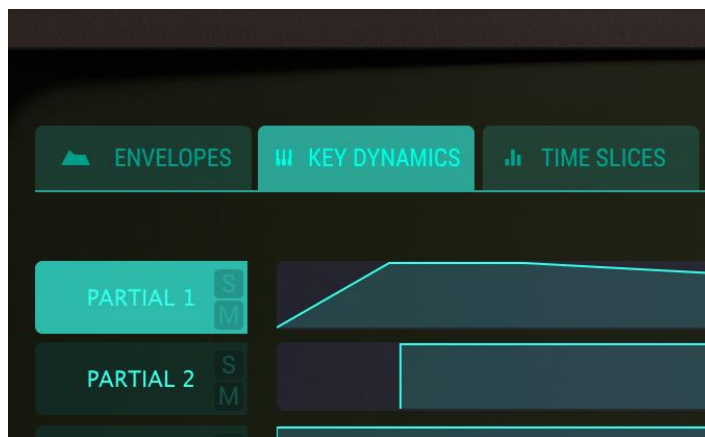 ENVELOPES KEY DYNAMICS TIME SLICES
PARTIAL 1 S
M
PARTIAL 2 S
M